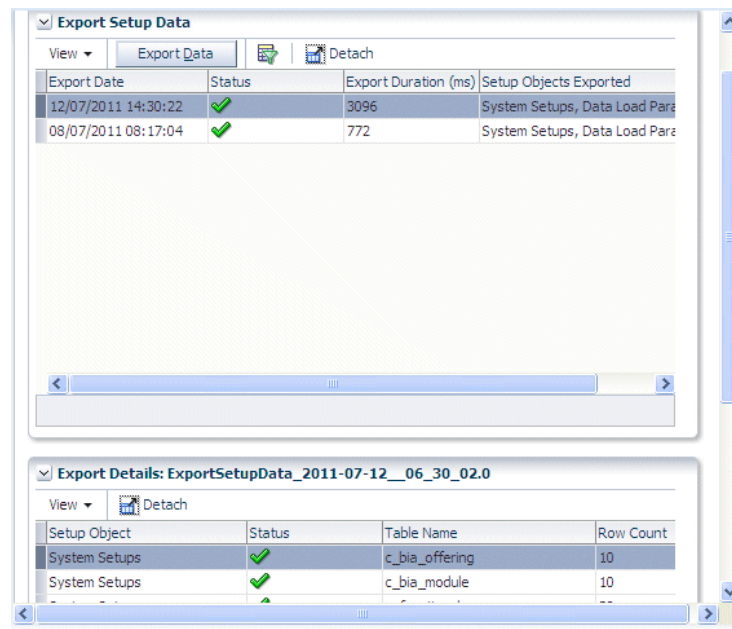 Export Setup Data
View Export Data Detach
Export Date Status Export Duration (ms) Setup Objects Exported
12/07/2011 14:30:22 3096 System Setups, Data Load Para
08/07/2011 08:17:04 772 System Setups, Data Load Para
Export Details: ExportSetupData_2011-07-12__06_30_02.0
View Detach
Setup Object Status Table Name Row Count
System Setups c_bia_offering 10
System Setups c_bia_module 10